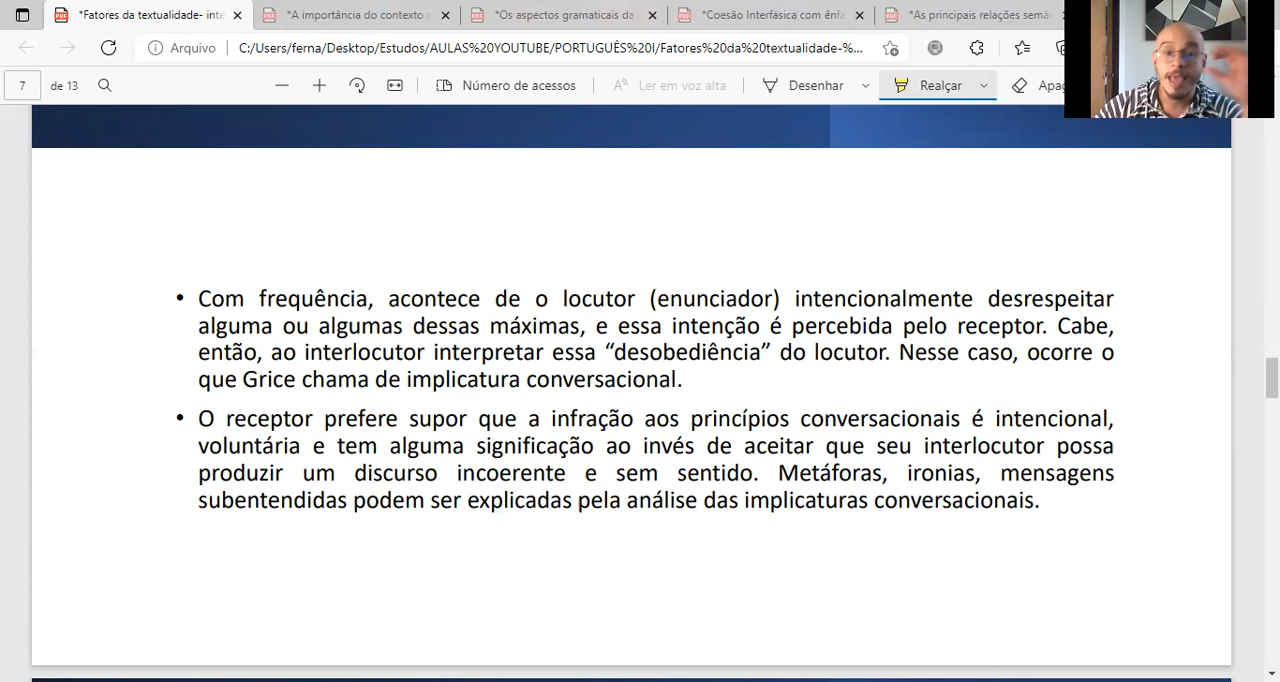 *Fatores da textualidade- inte
*A importância do contexto
*Os aspectos gramaticais da
*Coesão Interfásica com ênfa
*As principais relações semâ
Arquivo
C:/Users/ferna/Desktop/Estudos/AULAS%20YOUTUBE/PORTUGUÊS%20I/Fatores%20da%20textualidade-%...
7 de 13
Número de acessos
Ler em voz alta
Desenhar
Realçar
Apag
• Com frequência, acontece de o locutor (enunciador) intencionalmente desrespeitar
alguma ou algumas dessas máximas, e essa intenção é percebida pelo receptor. Cabe,
então, ao interlocutor interpretar essa “desobediência” do locutor. Nesse caso, ocorre o
que Grice chama de implicatura conversacional.
• O receptor prefere supor que a infração aos princípios conversacionais é intencional,
voluntária e tem alguma significação ao invés de aceitar que seu interlocutor possa
produzir um discurso incoerente e sem sentido. Metáforas, ironias, mensagens
subentendidas podem ser explicadas pela análise das implicaturas conversacionais.